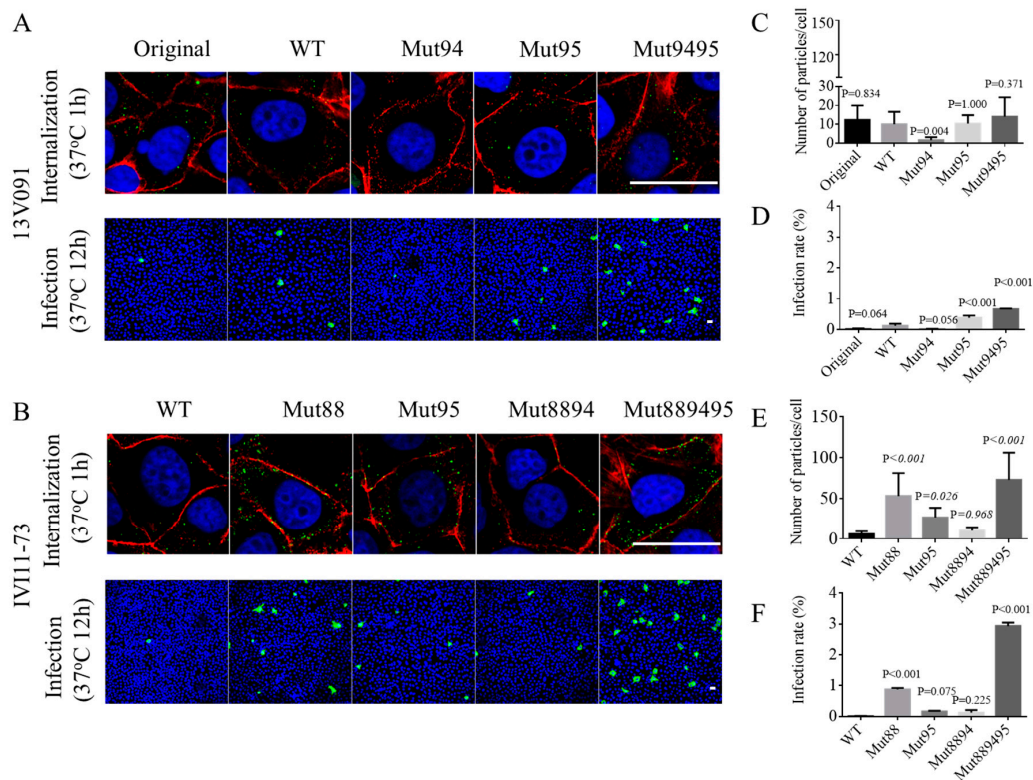 A
Original WT Mut94 Mut95 Mut9495
13V091
Internalization
(37°C 1h)
Infection
(37°C 12h)
B
WT Mut88 Mut95 Mut8894 Mut889495
IVI11-73
Internalization
(37°C 1h)
Infection
(37°C 12h)
C
Number of particles/cell
150
120
30
20
10
0
P=0.834
P=0.004
P=1.000
P=0.371
Original WT Mut94 Mut95 Mut9495
D
Infection rate (%)
4
3
2
1
0
P=0.064
P=0.056
P<0.001
P<0.001
Original WT Mut94 Mut95 Mut9495
E
Number of particles/cell
150
100
50
0
P<0.001
P=0.026
P=0.968
P<0.001
WT Mut88 Mut95 Mut8894 Mut889495
F
Infection rate (%)
4
3
2
1
0
P<0.001
P=0.075
P=0.225
P<0.001
WT Mut88 Mut95 Mut8894 Mut889495